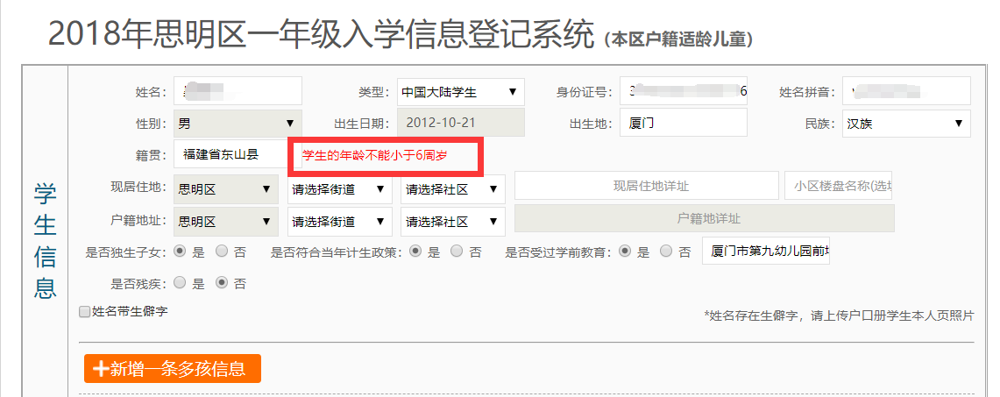 2018年思明区一年级入学信息登记系统（本区户籍适龄儿童）
姓名： 类型： 中国大陆学生 身份证号： 3 6 姓名拼音：
性别： 男 出生日期： 2012-10-21 出生地： 厦门 民族： 汉族
籍贯： 福建省东山县 学生的年龄不能小于6周岁
现居住地： 思明区 请选择街道 请选择社区 现居住地详址 小区楼盘名称(选填
户籍地址： 思明区 请选择街道 请选择社区 户籍地详址
是否独生子女： 是 否 是否符合当年计生政策： 是 否 是否受过学前教育： 是 否 厦门市第九幼儿园前埔
是否残疾： 是 否
姓名带生僻字 *姓名存在生僻字，请上传户口册学生本人页照片
学生信息
新增一条多孩信息